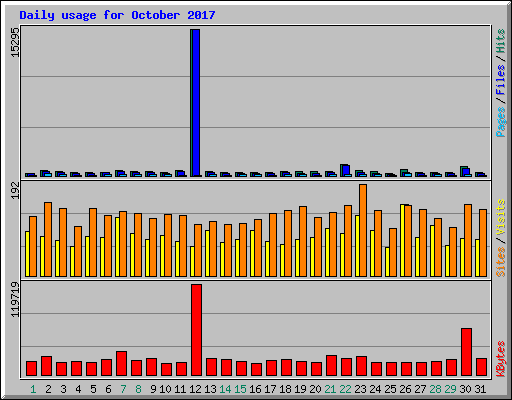 Daily usage for October 2017
15295
Pages / Files / Hits
192
Sites / Visits
119719
KBytes
1 2 3 4 5 6 7 8 9 10 11 12 13 14 15 16 17 18 19 20 21 22 23 24 25 26 27 28 29 30 31